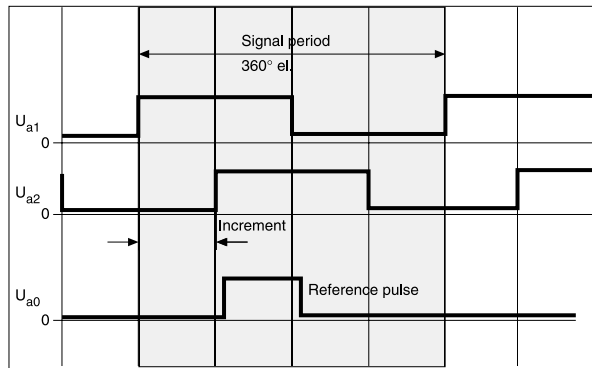 Signal period
360° el.
Ua1
0
Ua2
0
Increment
Ua0
Reference pulse
0